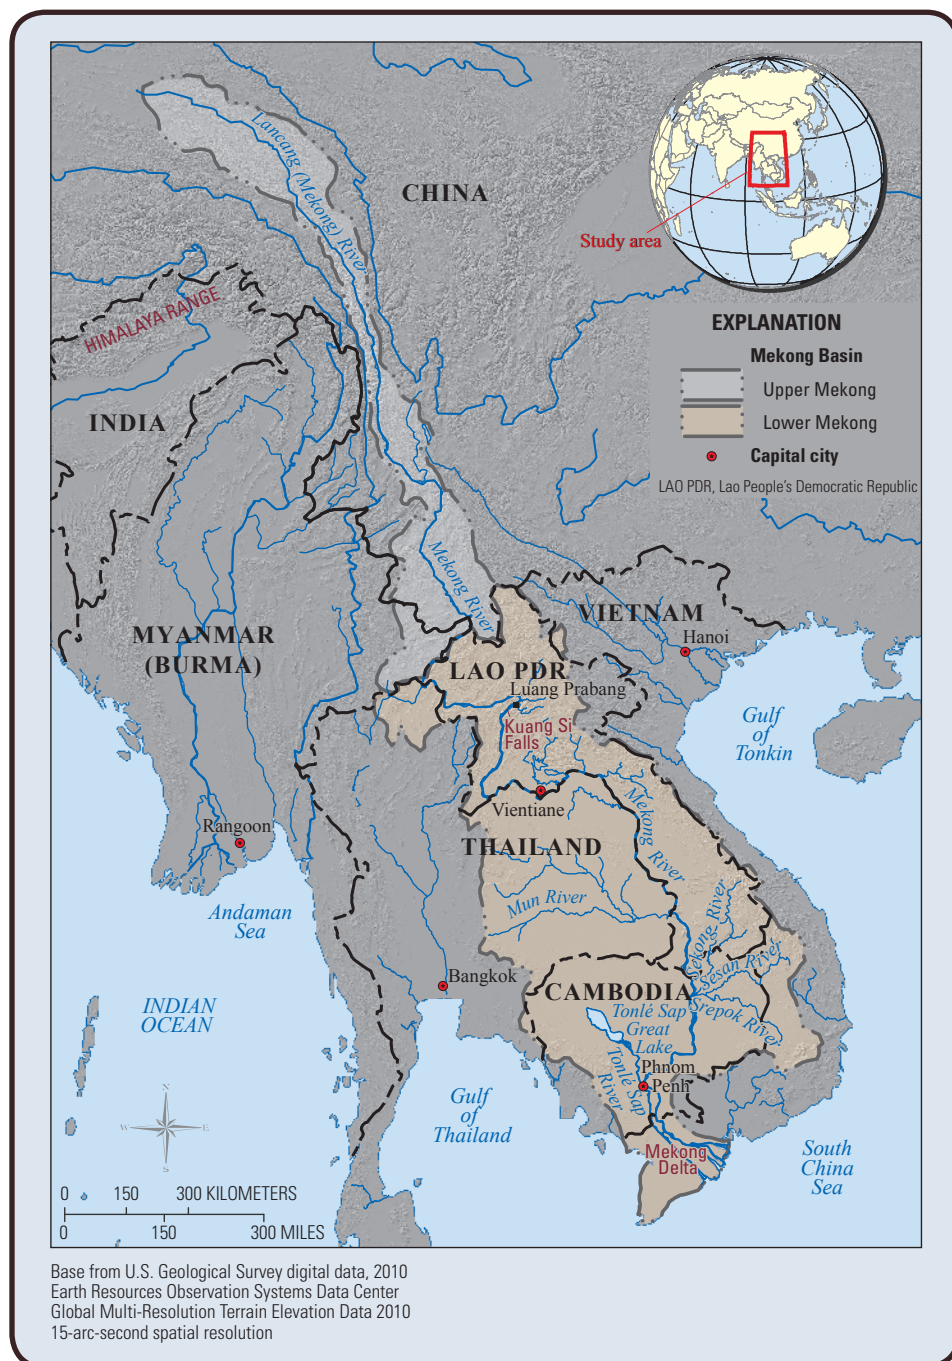 Lancang (Mekong) River
CHINA
Study area
HIMALAYA RANGE
EXPLANATION
Mekong Basin
Upper Mekong
Lower Mekong
Capital city
LAO PDR, Lao People's Democratic Republic
INDIA
Mekong River
VIETNAM
Hanoi
MYANMAR
(BURMA)
LAO PDR
Luang Prabang
Kuang Si
Falls
Gulf
of
Tonkin
Vientiane
Mekong
River
Rangoon
THAILAND
Mun River
Andaman
Sea
Sekong River
Sesan River
Srepok River
Bangkok
CAMBODIA
INDIAN
OCEAN
Tonlé Sap
Great
Lake
Tonlé Sap
River
Phnom
Penh
Gulf
of
Thailand
Mekong
Delta
South
China
Sea
N
W
E
S
0 150 300 KILOMETERS
0 150 300 MILES
Base from U.S. Geological Survey digital data, 2010
Earth Resources Observation Systems Data Center
Global Multi-Resolution Terrain Elevation Data 2010
15-arc-second spatial resolution